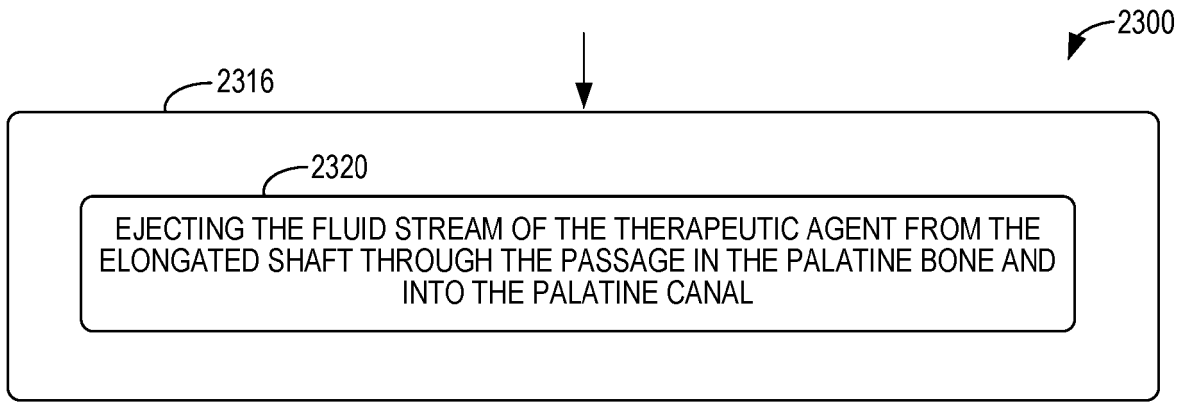 2300
2316
2320
EJECTING THE FLUID STREAM OF THE THERAPEUTIC AGENT FROM THE
ELONGATED SHAFT THROUGH THE PASSAGE IN THE PALATINE BONE AND
INTO THE PALATINE CANAL